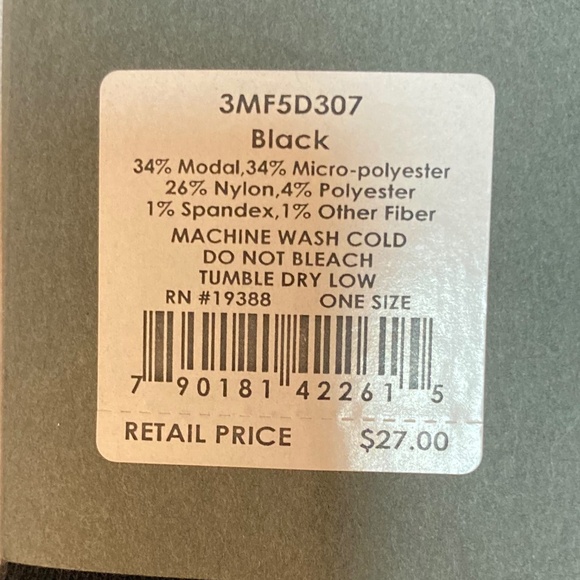 3MF5D307
Black
34% Modal,34% Micro-polyester
26% Nylon,4% Polyester
1% Spandex,1% Other Fiber
MACHINE WASH COLD
DO NOT BLEACH
TUMBLE DRY LOW
RN #19388 ONE SIZE
7 90181 42261 5
RETAIL PRICE $27.00